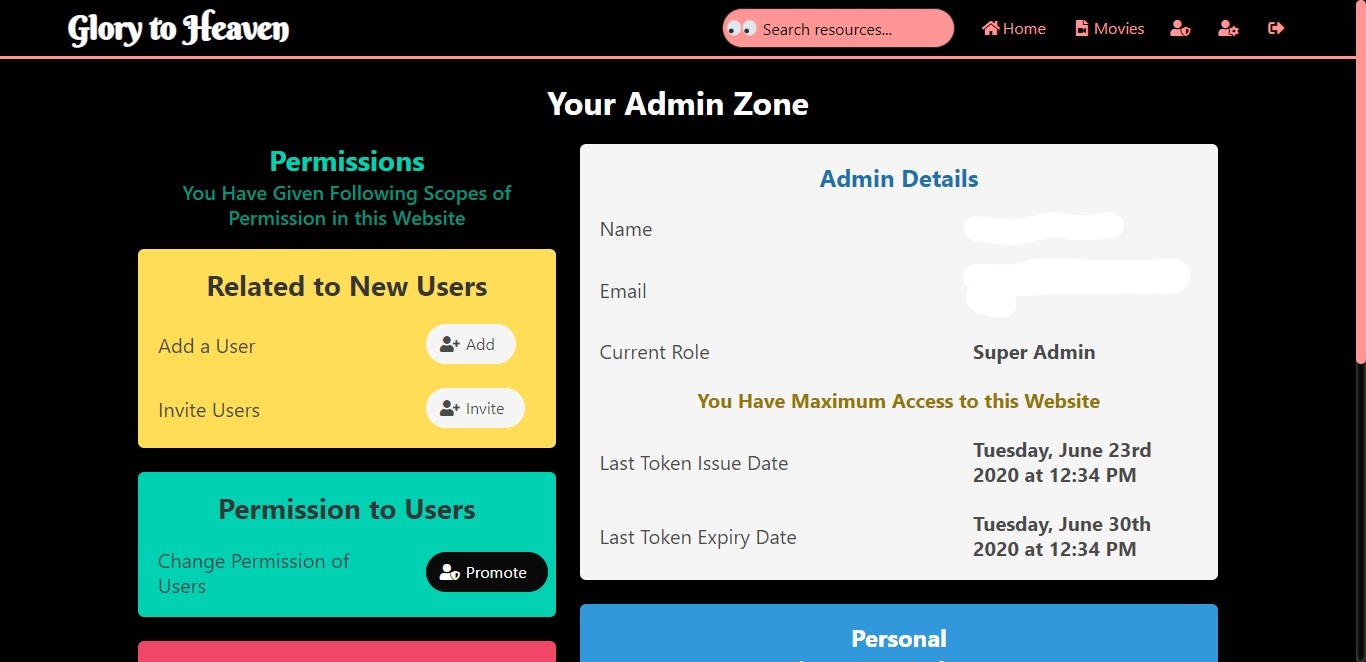 Glory to Heaven
Search resources...
Home
Movies
Your Admin Zone
Permissions
You Have Given Following Scopes of
Permission in this Website
Related to New Users
Add a User
Add
Invite Users
Invite
Permission to Users
Change Permission of
Users
Promote
Admin Details
Name
Email
Current Role
Super Admin
You Have Maximum Access to this Website
Last Token Issue Date
Tuesday, June 23rd
2020 at 12:34 PM
Last Token Expiry Date
Tuesday, June 30th
2020 at 12:34 PM
Personal